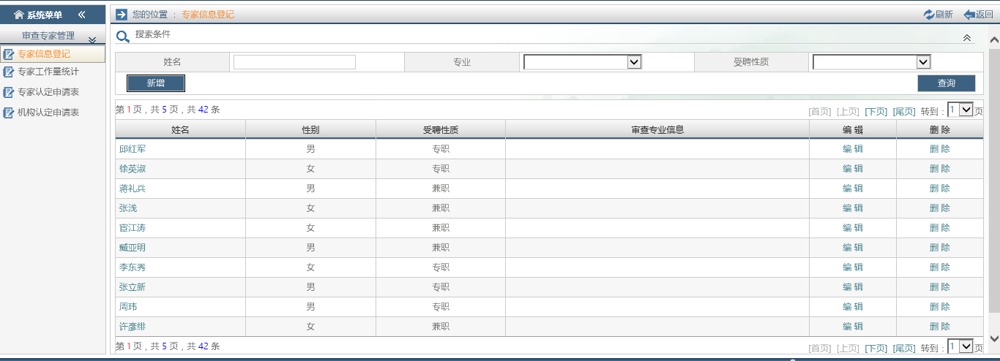 系统菜单
您的位置 ： 专家信息登记
刷新 返回
审查专家管理
专家信息登记
专家工作量统计
专家认定申请表
机构认定申请表
搜索条件
姓名 专业 受聘性质
新增 查询
第 1 页 , 共 5 页 , 共 42 条
[首页] [上页] [下页] [尾页] 转到 : 1 页
姓名 性别 受聘性质 审查专业信息 编 辑 删 除
邱红军 男 专职 编 辑 删 除
徐英淑 女 专职 编 辑 删 除
蒋礼兵 男 兼职 编 辑 删 除
张浅 女 兼职 编 辑 删 除
宦江涛 女 兼职 编 辑 删 除
臧亚明 男 兼职 编 辑 删 除
李东秀 女 专职 编 辑 删 除
张立新 男 专职 编 辑 删 除
周玮 男 专职 编 辑 删 除
许彦绯 女 兼职 编 辑 删 除
第 1 页 , 共 5 页 , 共 42 条
[首页] [上页] [下页] [尾页] 转到 : 1 页